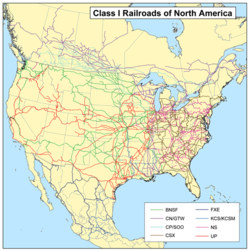 Class I Railroads of North America
BNSF
CN/GTW
CP/SOO
CSX
FXE
KCS/KCSM
NS
UP